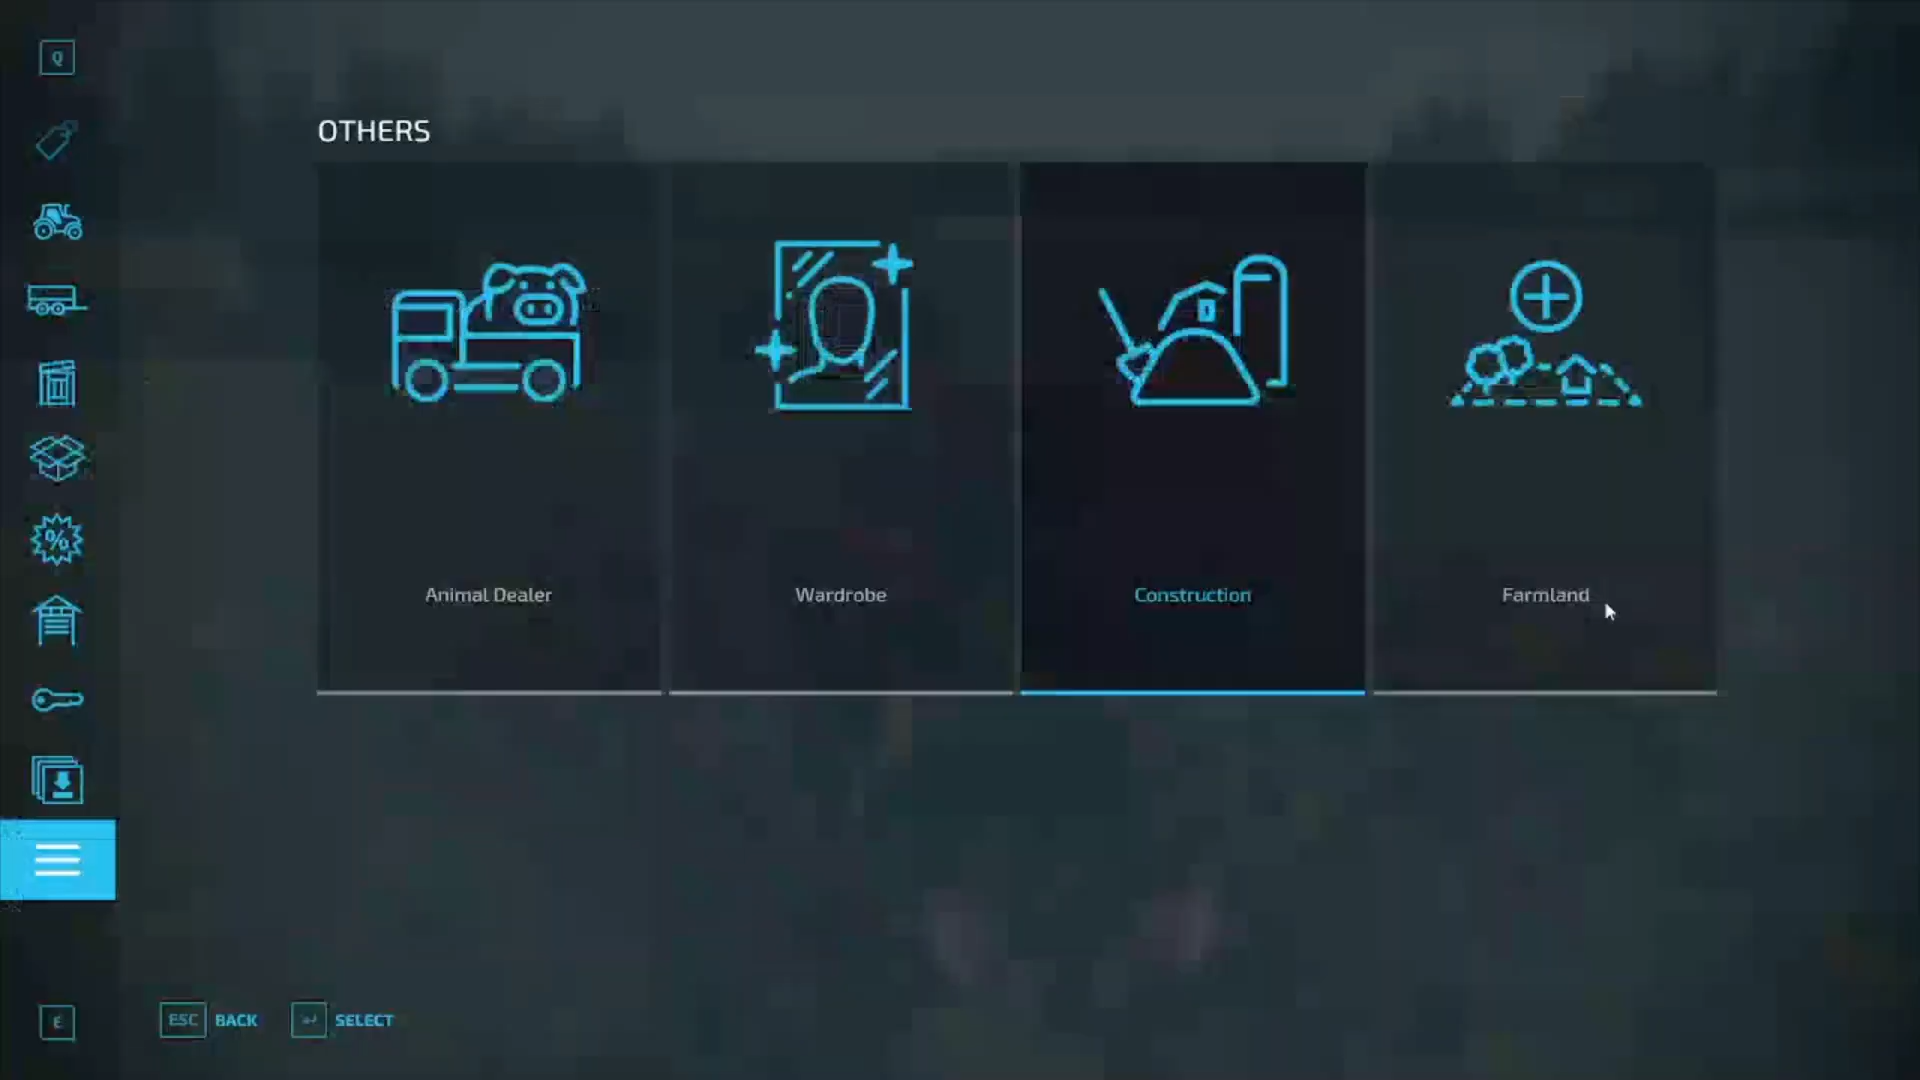 Q
OTHERS
%
Animal Dealer
Wardrobe
Construction
Farmland
E
ESC BACK
SELECT